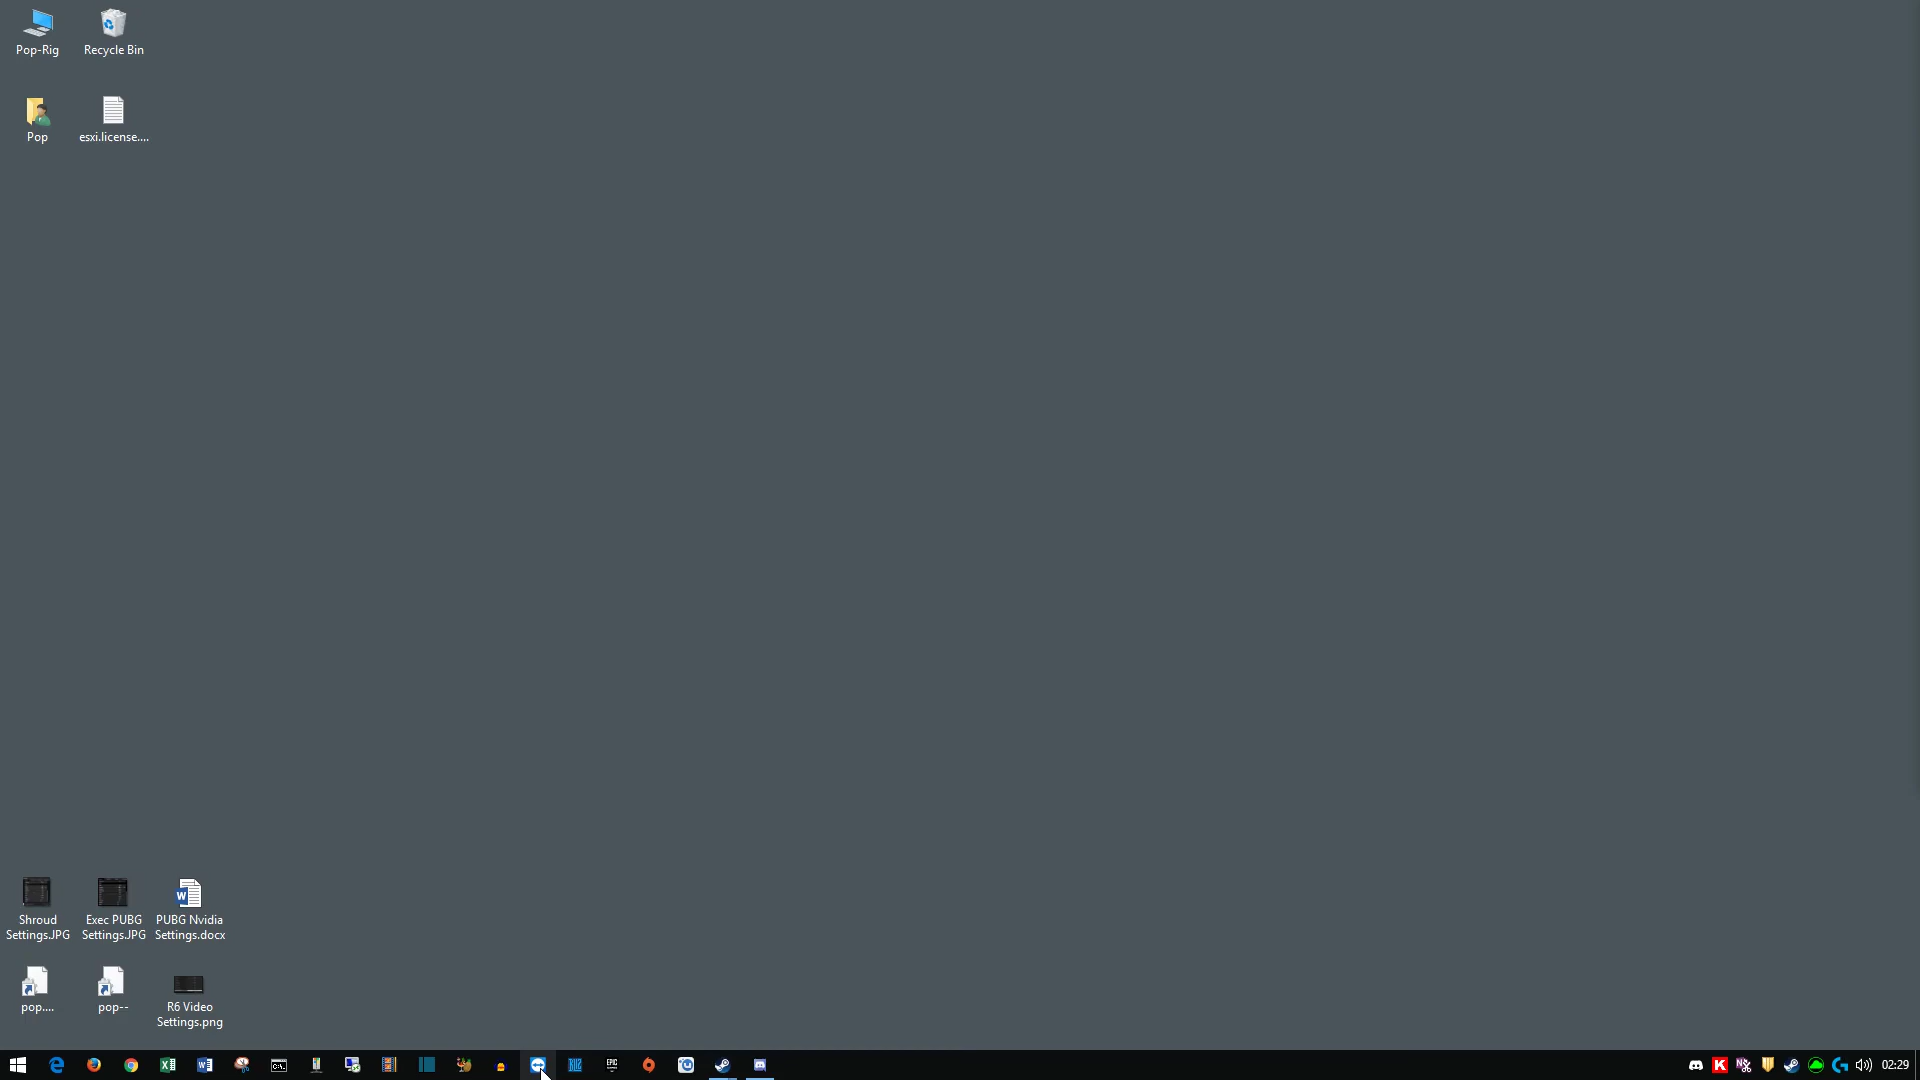 Pop-Rig
Recycle Bin
Pop
esxi.license....
Shroud
Settings.JPG
Exec PUBG
Settings.JPG
PUBG Nvidia
Settings.docx
pop....
pop--
R6 Video
Settings.png
EPIC
02:29